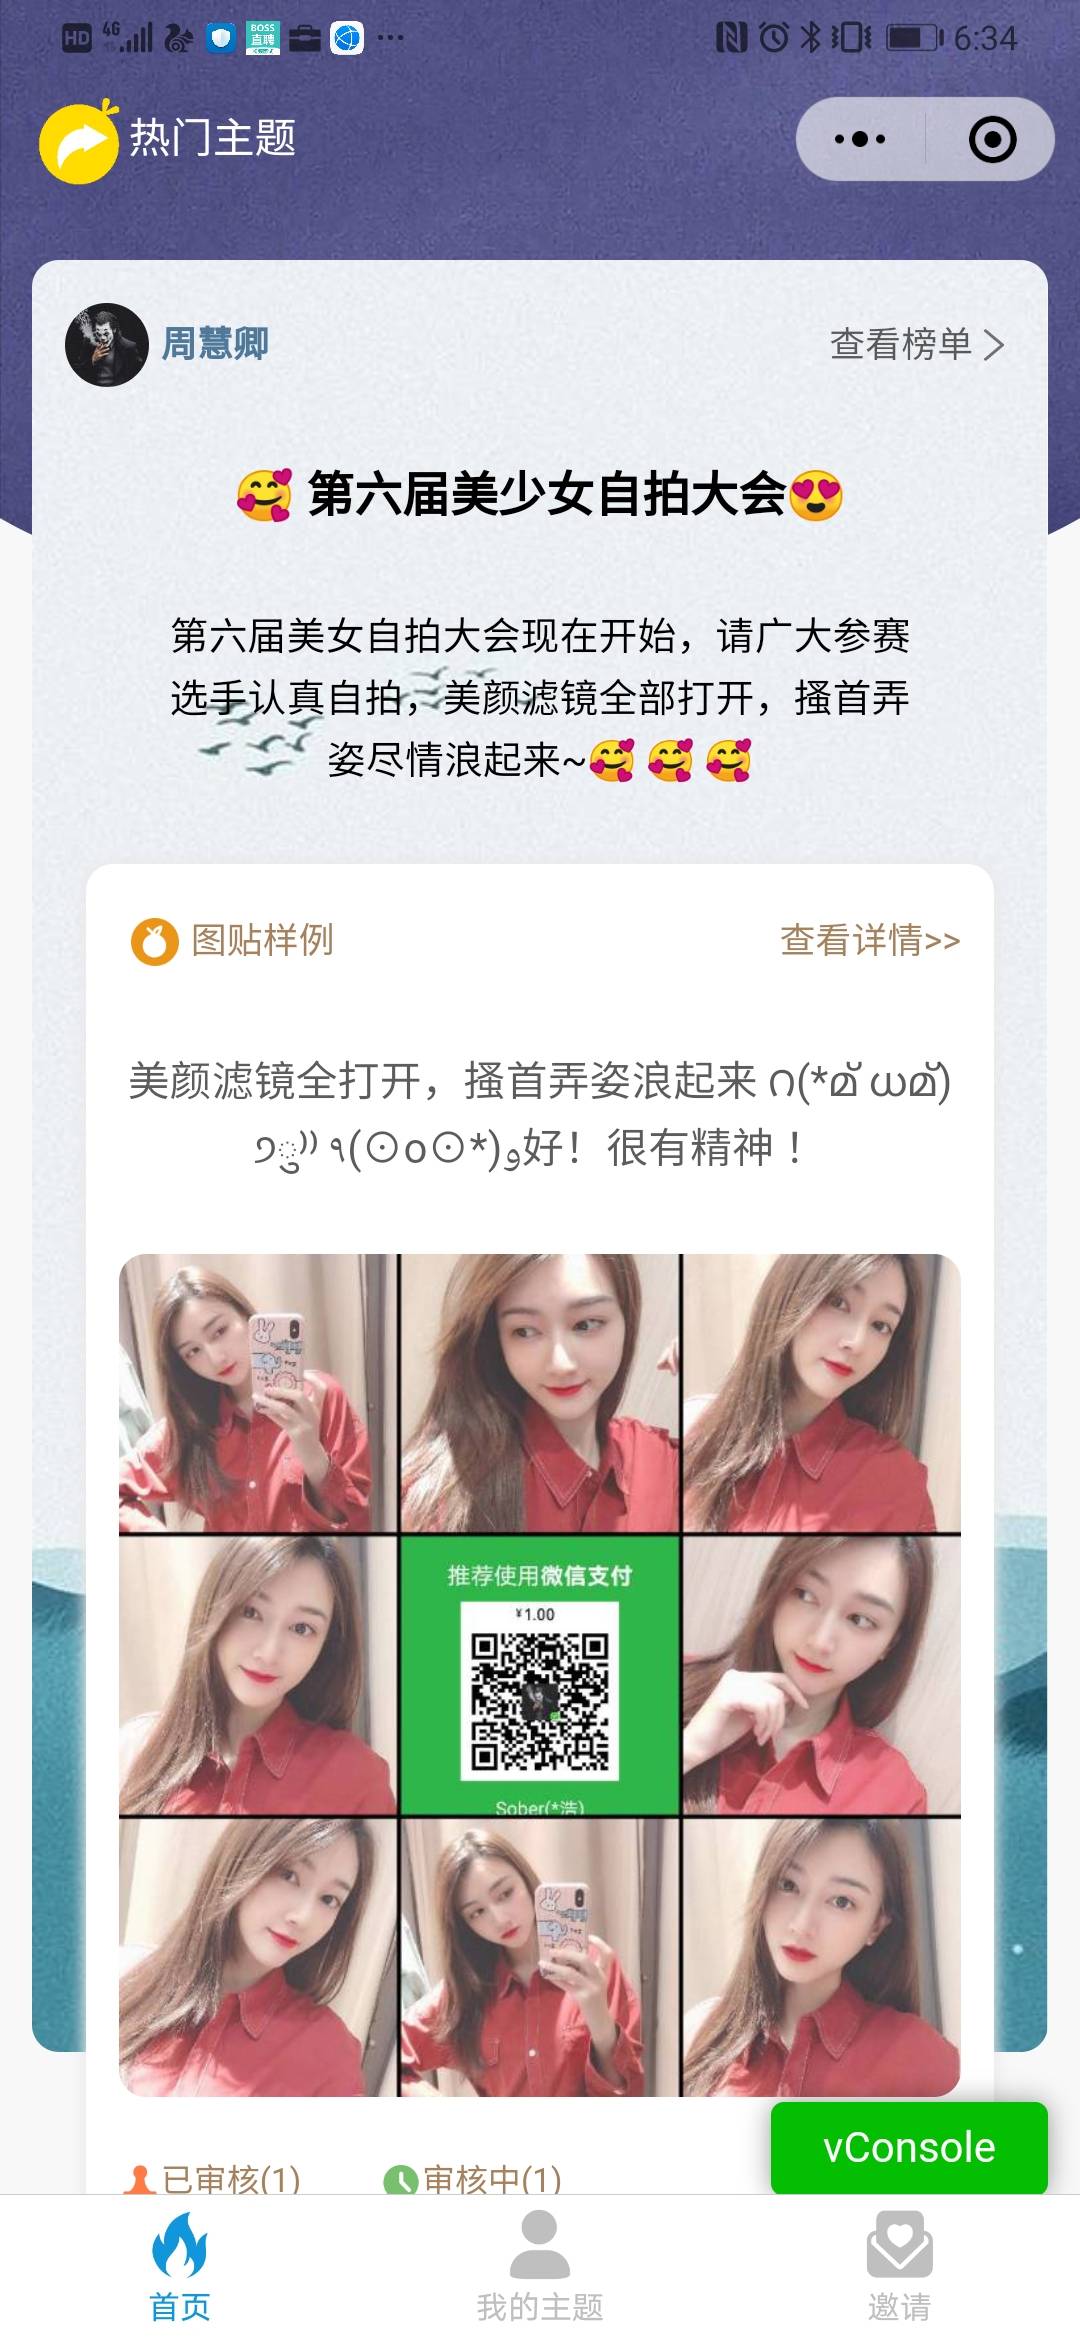 HD 4G BOSS直聘 6:34
热门主题
周慧卿 查看榜单
🥰 第六届美少女自拍大会😍
第六届美女自拍大会现在开始，请广大参赛
选手认真自拍，美颜滤镜全部打开，搔首弄
姿尽情浪起来~🥰 🥰 🥰
图贴样例 查看详情>>
美颜滤镜全打开，搔首弄姿浪起来 ก(*മ് ωമ്)
੭ु⁾⁾ ٩(⊙o⊙*)و好！很有精神！
推荐使用微信支付
¥1.00
Sober(*浩)
vConsole
已审核(1) 审核中(1)
首页 我的主题 邀请